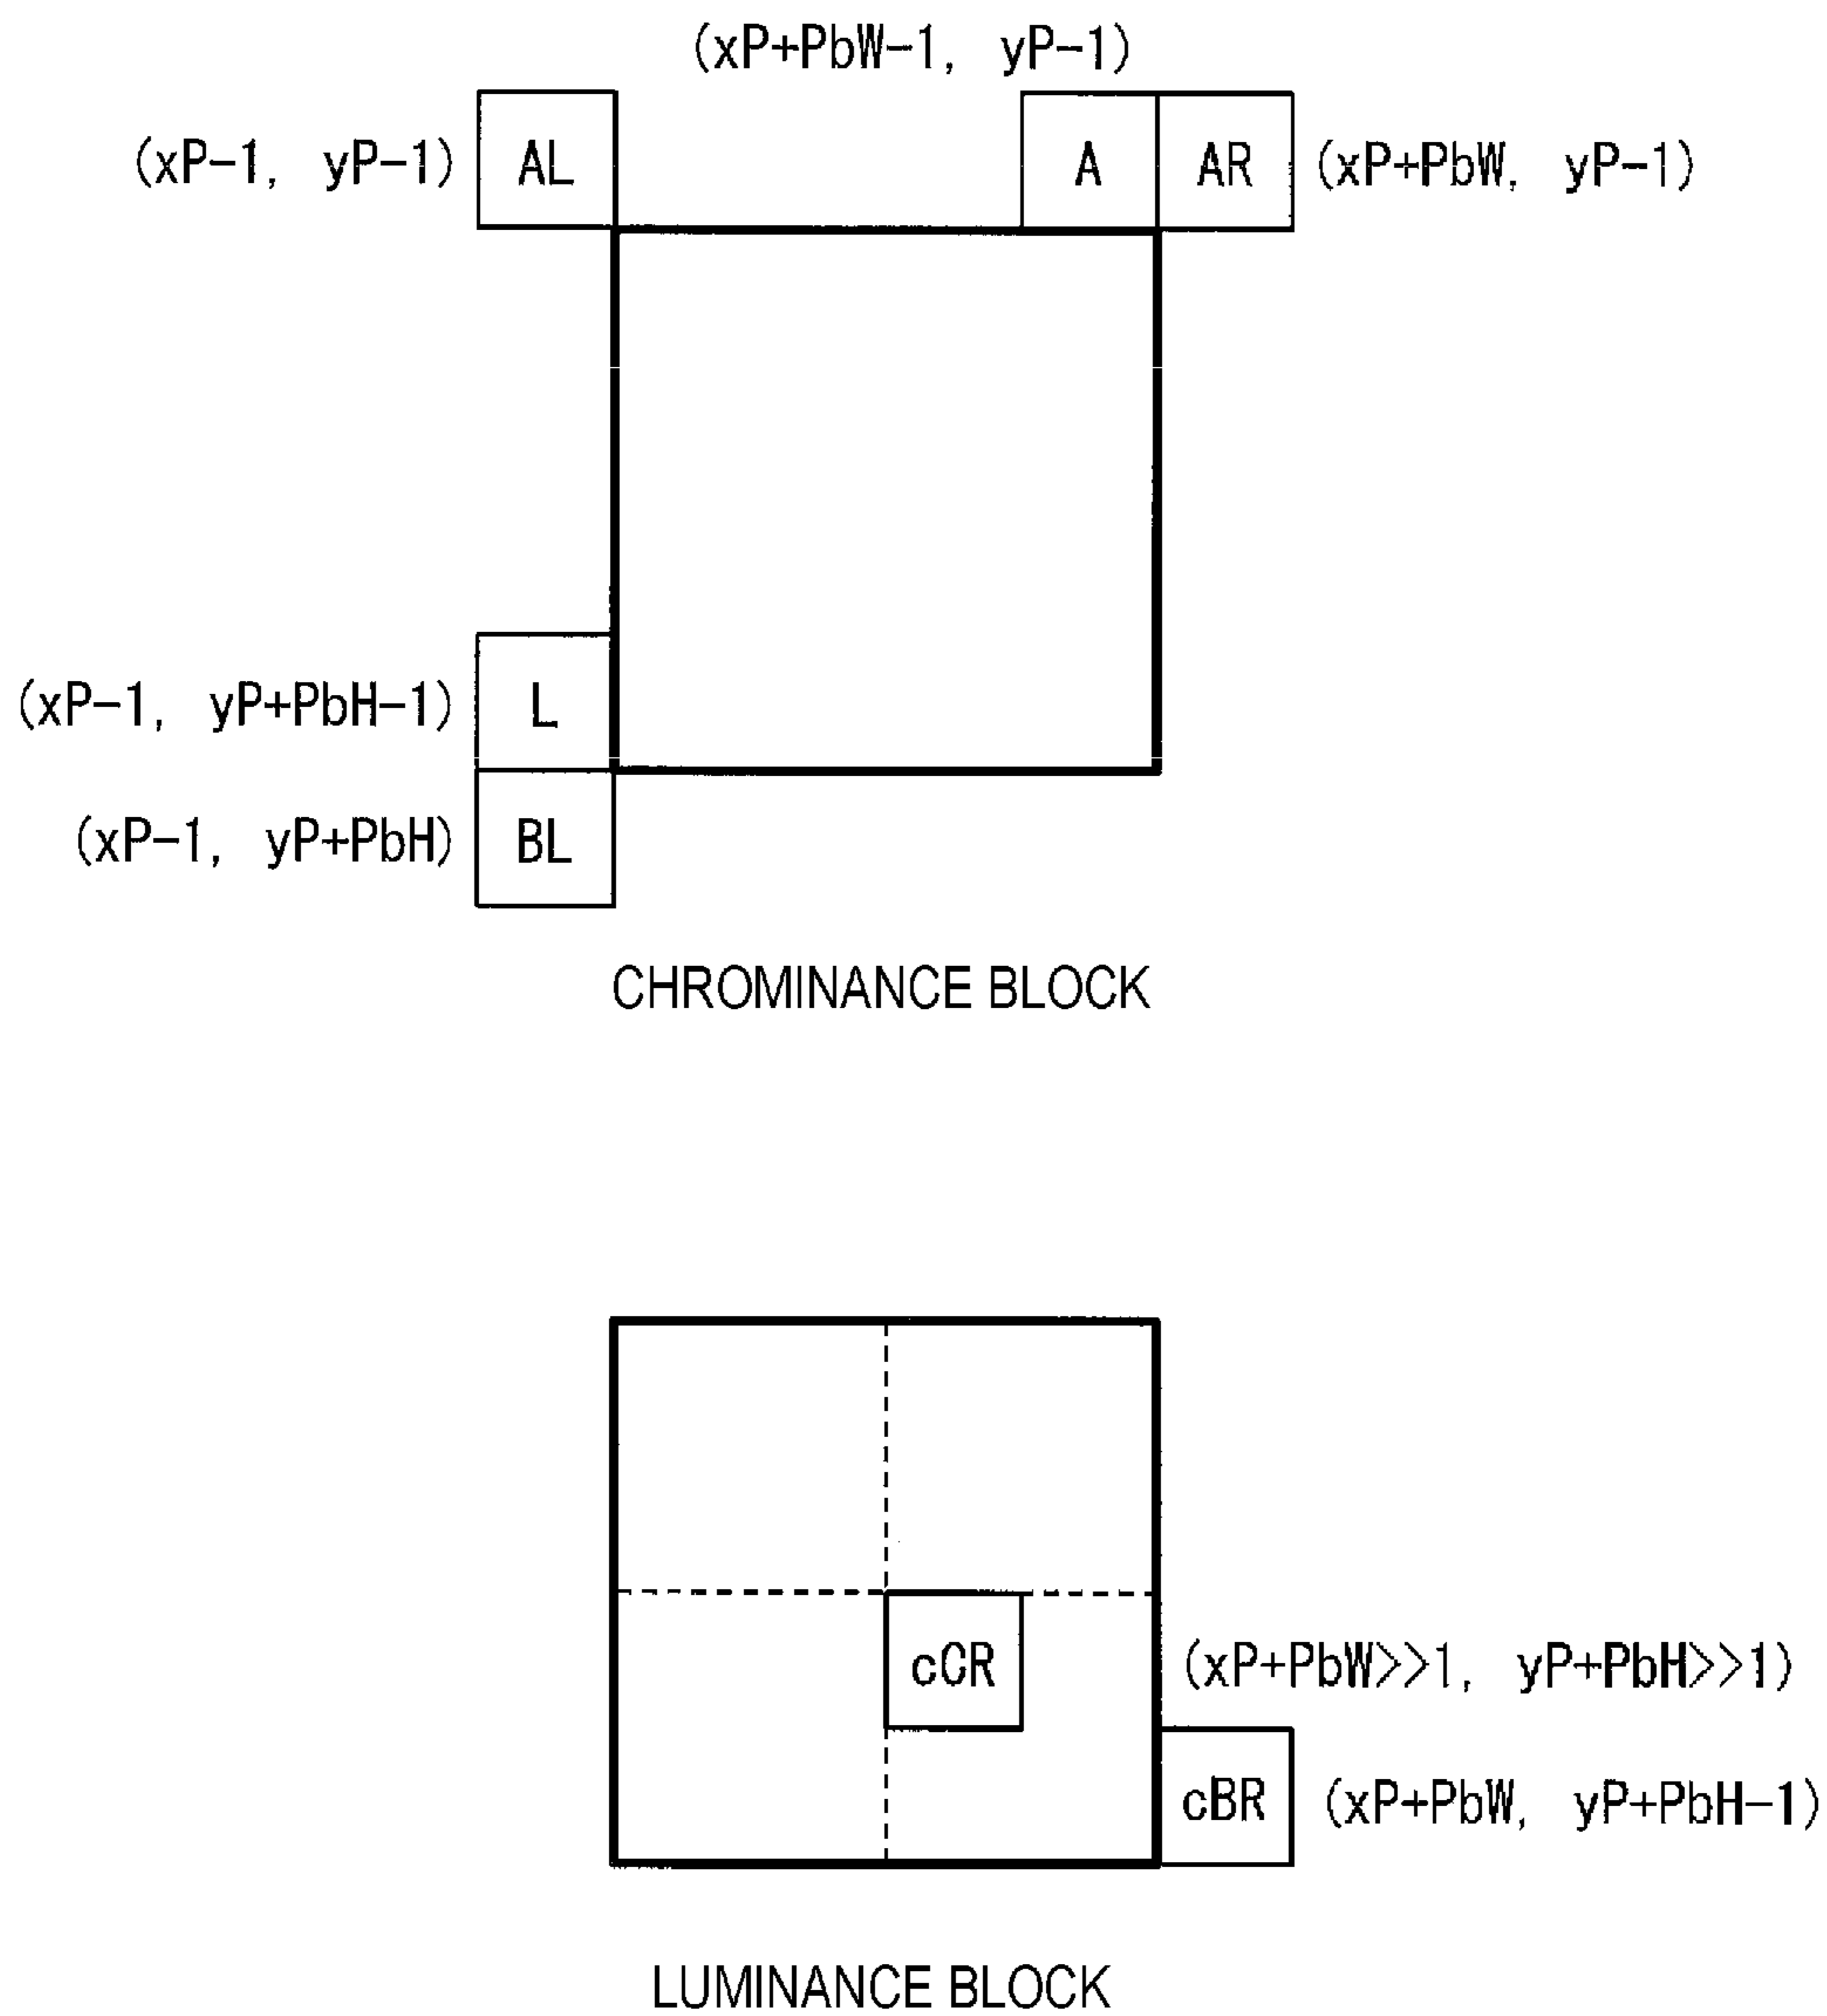 (xP+PbW-1, yP-1)
(xP-1, yP-1) AL A AR (xP+PbW, yP-1)
(xP-1, yP+PbH-1) L
(xP-1, yP+PbH) BL
CHROMINANCE BLOCK
cCR (xP+PbW>>1, yP+PbH>>1)
cBR (xP+PbW, yP+PbH-1)
LUMINANCE BLOCK